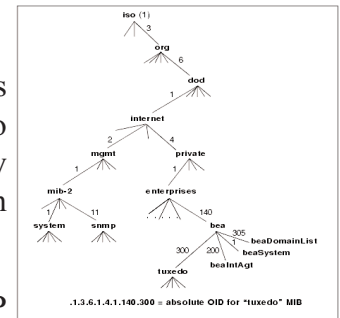 iso (1)
3
org
6
dod
1
internet
2 4
mgmt private
1 1
mib-2 enterprises
1 11 140
system snmp bea
305
beaDomainList
1
beaSystem
300 200
beaIntAgt
tuxedo
.1.3.6.1.4.1.140.300 = absolute OID for "tuxedo" MIB